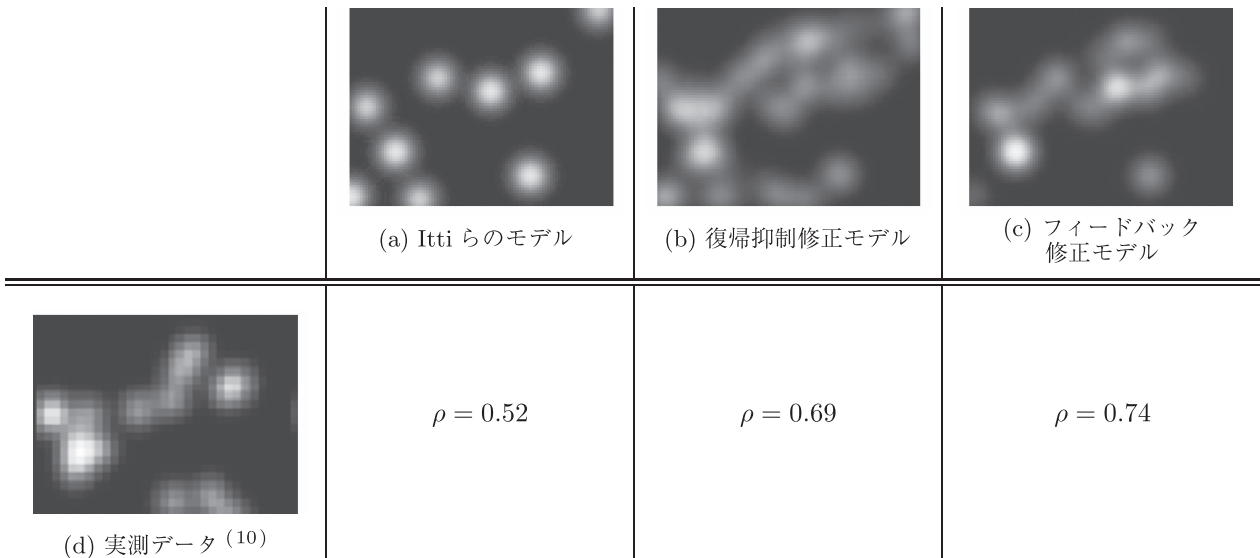 (a) Itti らのモデル
(b) 復帰抑制修正モデル
(c) フィードバック
修正モデル
ρ = 0.52
ρ = 0.69
ρ = 0.74
(d) 実測データ(10)